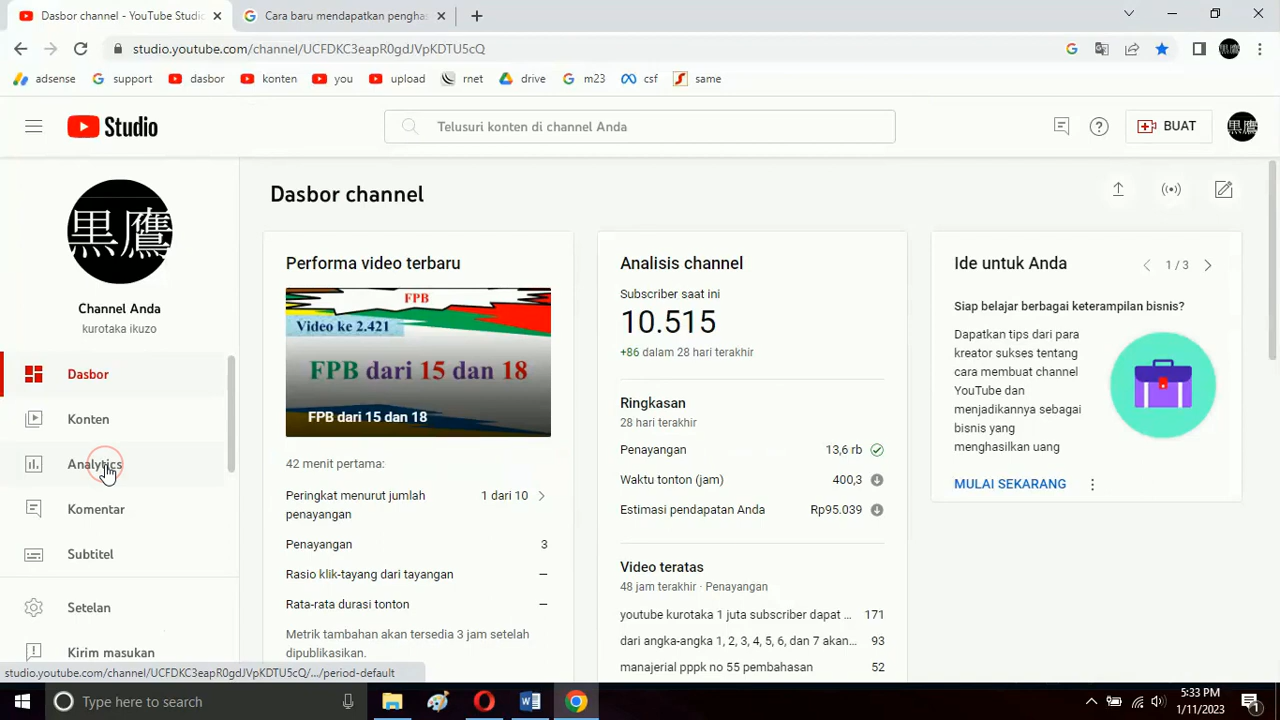 Dasbor channel - YouTube Studio
Cara baru mendapatkan pengha
studio.youtube.com/channel/UCFDKC3eapR0gdJVpKDTU5cQ
adsense
support
dasbor
konten
you
upload
rnet
drive
m23
csf
same
Studio
Telusuri konten di channel Anda
BUAT
黒鷹
黒鷹
Channel Anda
kurotaka ikuzo
Dasbor
Konten
Analytics
Komentar
Subtitel
Setelan
Kirim masukan
Dasbor channel
Performa video terbaru
FPB
Video ke 2.421
FPB dari 15 dan 18
FPB dari 15 dan 18
42 menit pertama:
Peringkat menurut jumlah penayangan
1 dari 10
Penayangan 3
Rasio klik-tayang dari tayangan –
Rata-rata durasi tonton –
Metrik tambahan akan tersedia 3 jam setelah
dipublikasikan.
Analisis channel
Subscriber saat ini
10.515
+86 dalam 28 hari terakhir
Ringkasan
28 hari terakhir
Penayangan 13,6 rb
Waktu tonton (jam) 400,3
Estimasi pendapatan Anda Rp95.039
Video teratas
48 jam terakhir · Penayangan
youtube kurotaka 1 juta subscriber dapat ... 171
dari angka-angka 1, 2, 3, 4, 5, 6, dan 7 akan... 93
manajerial pppk no 55 pembahasan 52
Ide untuk Anda
1 / 3
Siap belajar berbagai keterampilan bisnis?
Dapatkan tips dari para
kreator sukses tentang
cara membuat channel
YouTube dan
menjadikannya sebagai
bisnis yang
menghasilkan uang
MULAI SEKARANG
studio.youtube.com/channel/UCFDKC3eapR0gdJVpKDTU5cQ/.../period-default
Type here to search
5:33 PM
1/11/2023
1